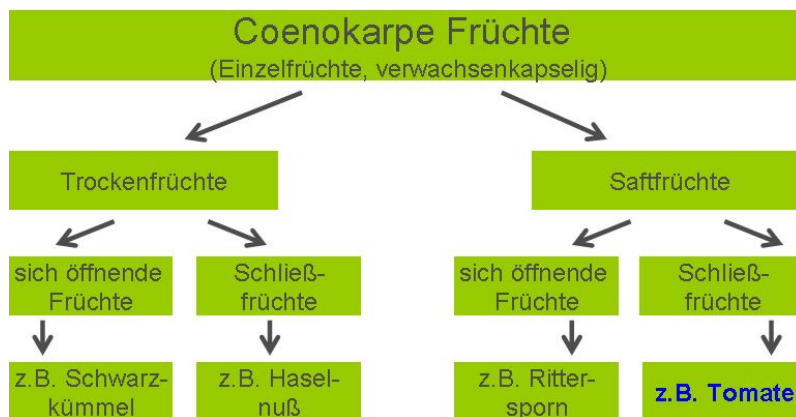 Coenokarpe Früchte
(Einzelfrüchte, verwachsenkapselig)
Trockenfrüchte
Saftfrüchte
sich öffnende
Früchte
Schließ-
früchte
sich öffnende
Früchte
Schließ-
früchte
z.B. Schwarz-
kümmel
z.B. Hasel-
nuß
z.B. Ritter-
sporn
z.B. Tomate